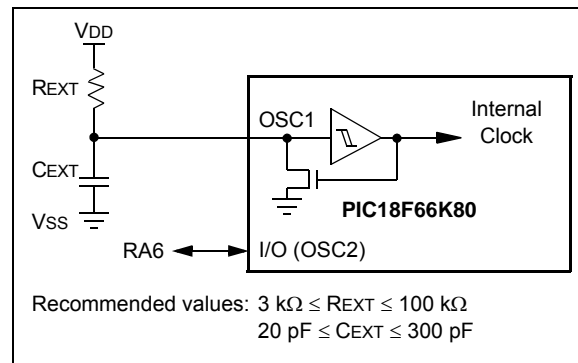 VDD
REXT
OSC1
Internal
Clock
CEXT
PIC18F66K80
VSS
RA6
I/O (OSC2)
Recommended values: 3 kΩ ≤ REXT ≤ 100 kΩ
20 pF ≤ CEXT ≤ 300 pF